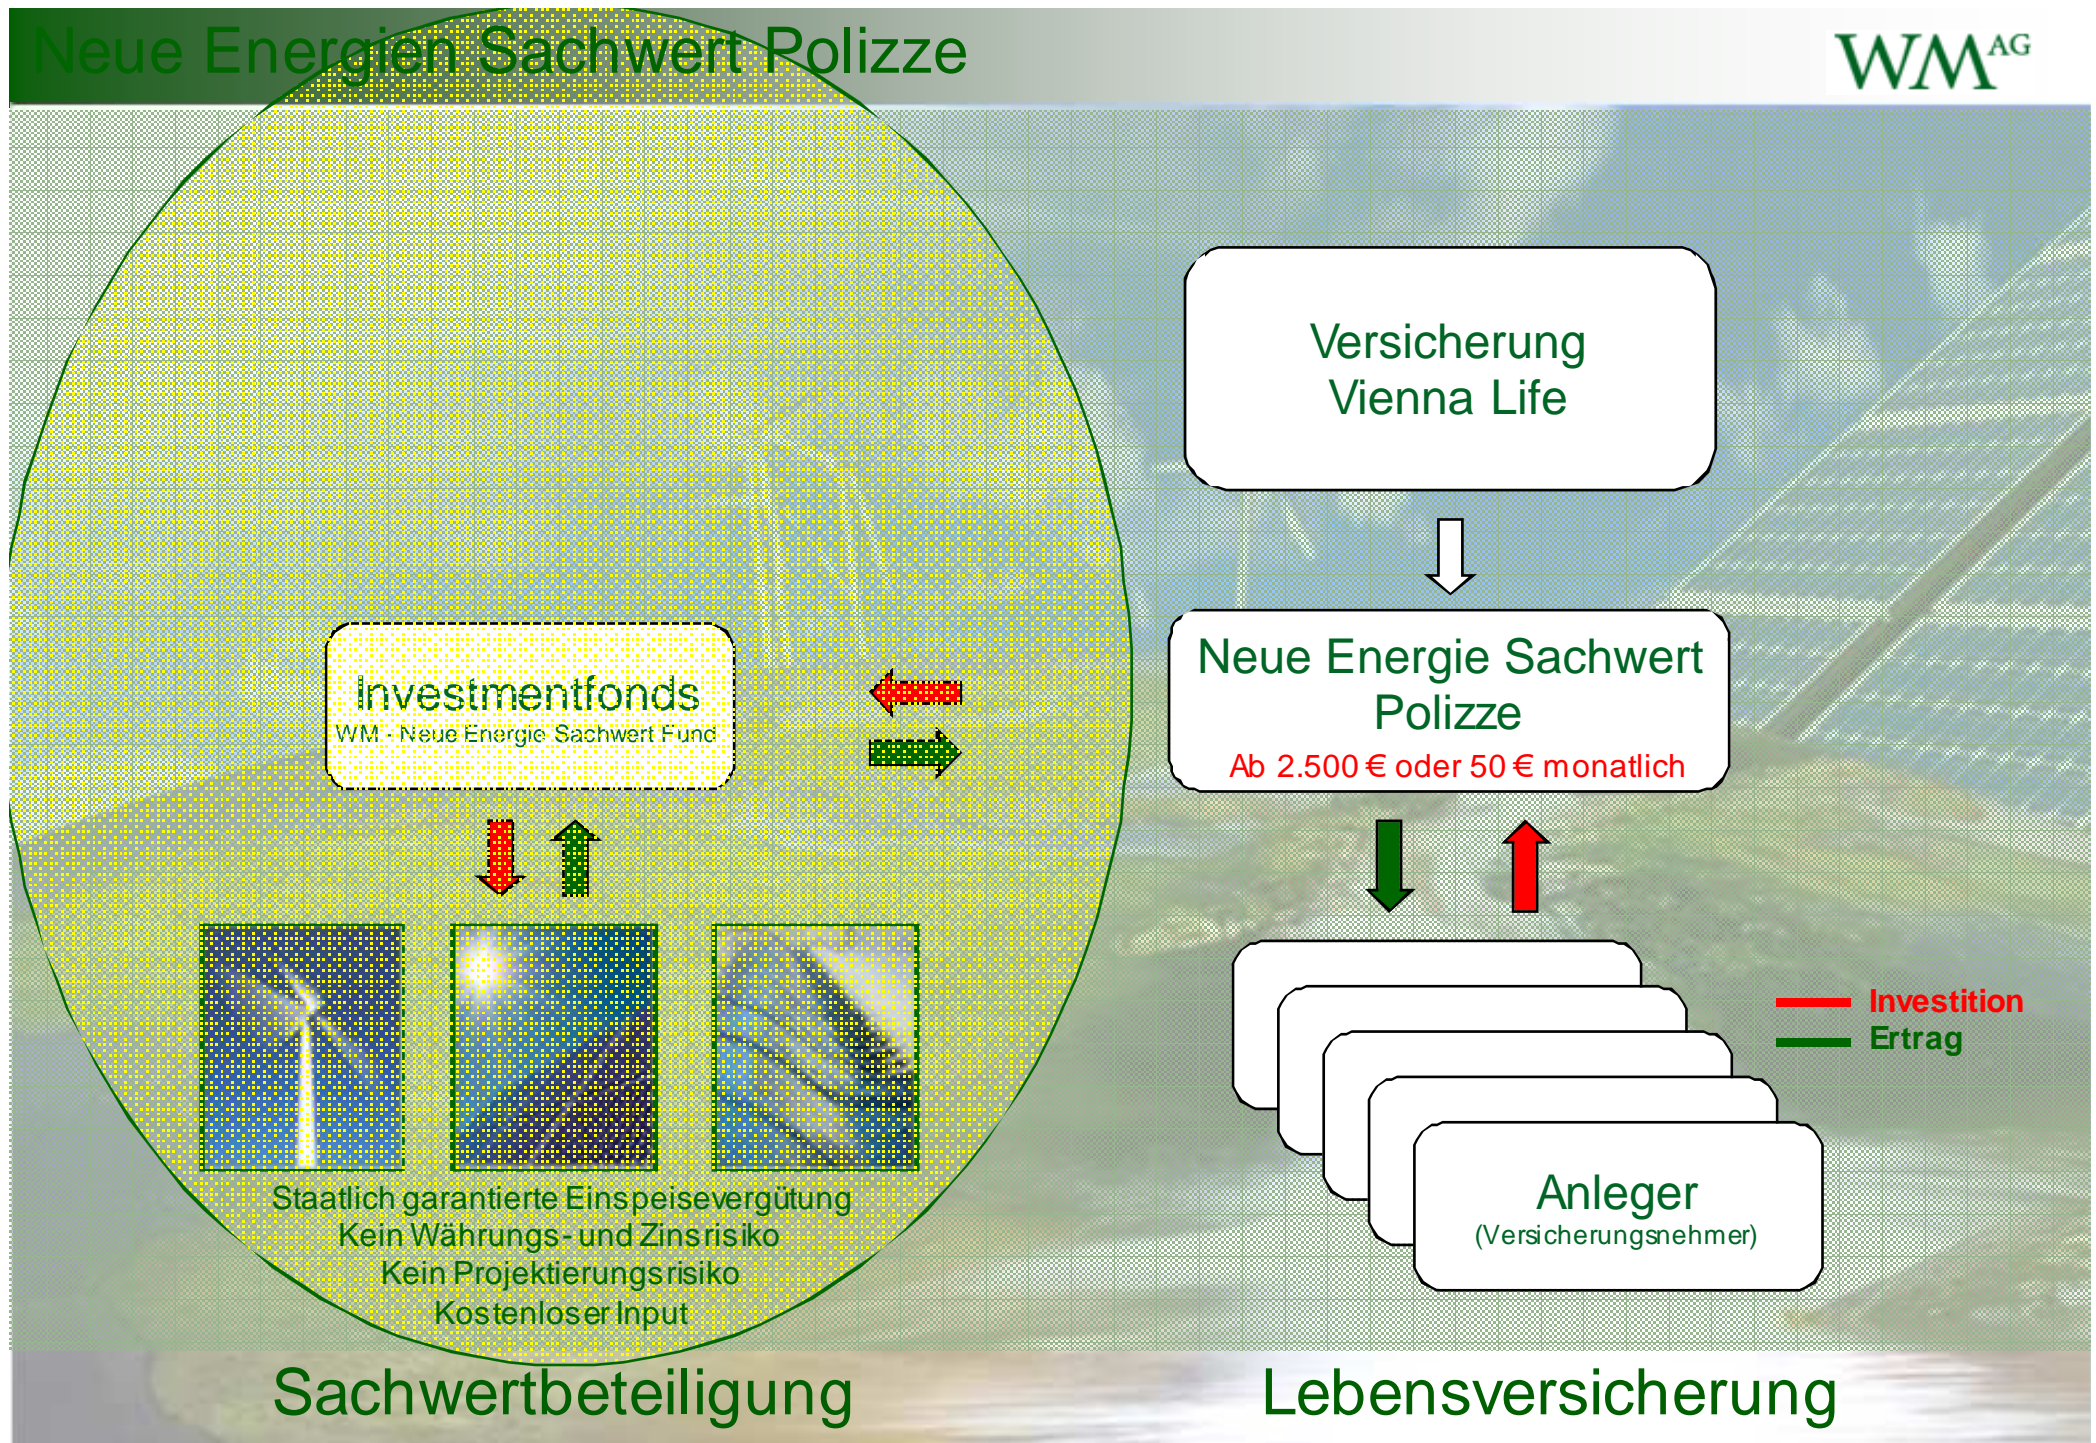 Neue Energien Sachwert Polizze
WM AG
Versicherung
Vienna Life
Neue Energie Sachwert
Polizze
Ab 2.500 € oder 50 € monatlich
Investmentfonds
WM - Neue Energie Sachwert Fund
Investition
Ertrag
Anleger
(Versicherungsnehmer)
Staatlich garantierte Einspeisevergütung
Kein Währungs- und Zinsrisiko
Kein Projektierungsrisiko
Kostenloser Input
Sachwertbeteiligung
Lebensversicherung